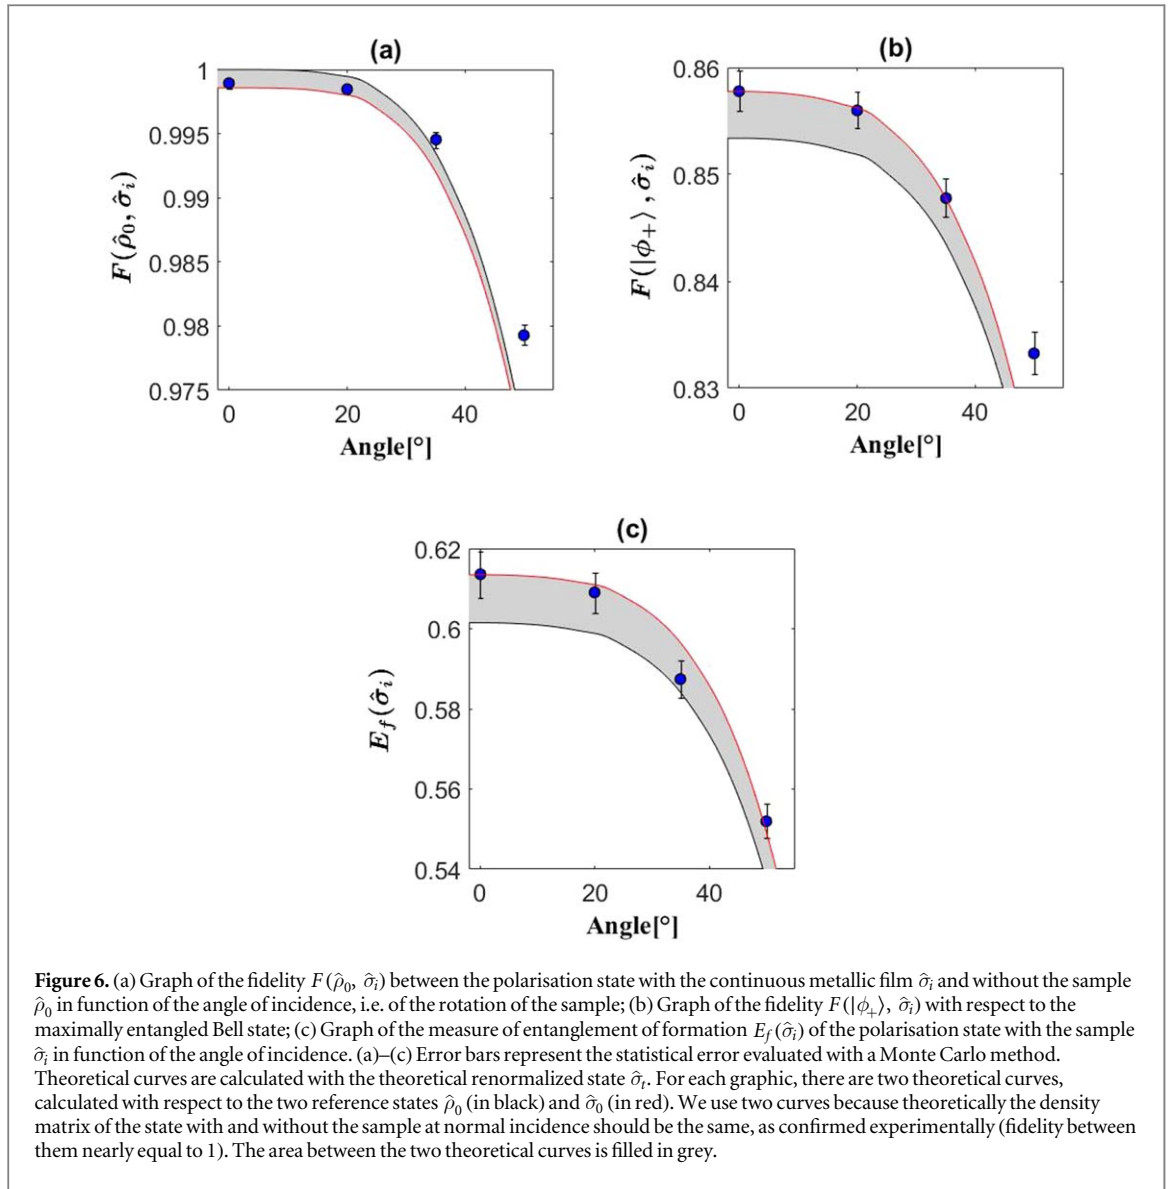 (a)
1
0.995
0.99
0.985
0.98
0.975
F(ρ̂₀, σ̂ᵢ)
0 20 40
Angle[°]
(b)
0.86
0.85
0.84
0.83
F(|ϕ₊⟩, σ̂ᵢ)
0 20 40
Angle[°]
(c)
0.62
0.6
0.58
0.56
0.54
E_f(σ̂ᵢ)
0 20 40
Angle[°]
Figure 6. (a) Graph of the fidelity F(ρ̂₀, σ̂ᵢ) between the polarisation state with the continuous metallic film σ̂ᵢ and without the sample
ρ̂₀ in function of the angle of incidence, i.e. of the rotation of the sample; (b) Graph of the fidelity F(|ϕ₊⟩, σ̂ᵢ) with respect to the
maximally entangled Bell state; (c) Graph of the measure of entanglement of formation E_f(σ̂ᵢ) of the polarisation state with the sample
σ̂ᵢ in function of the angle of incidence. (a)–(c) Error bars represent the statistical error evaluated with a Monte Carlo method.
Theoretical curves are calculated with the theoretical renormalized state σ̂ₜ. For each graphic, there are two theoretical curves,
calculated with respect to the two reference states ρ̂₀ (in black) and σ̂₀ (in red). We use two curves because theoretically the density
matrix of the state with and without the sample at normal incidence should be the same, as confirmed experimentally (fidelity between
them nearly equal to 1). The area between the two theoretical curves is filled in grey.